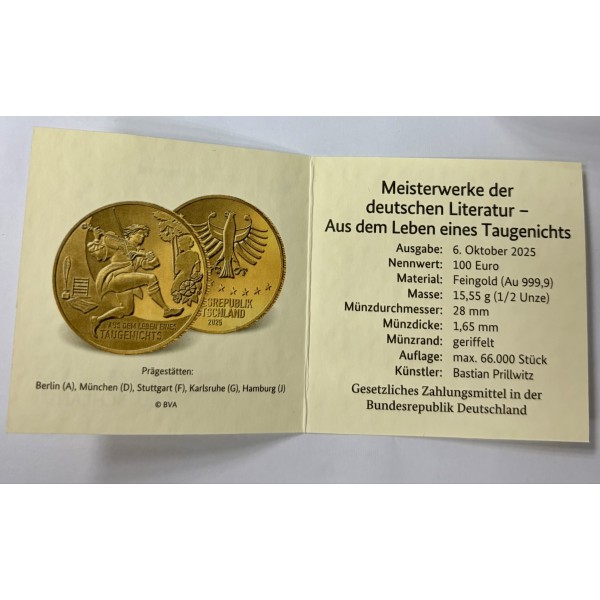 AUS DEM LEBEN EINES
TAUGENICHTS
ESREPUBLIK
TSCHLAND
2025
Prägestätten:
Berlin (A), München (D), Stuttgart (F), Karlsruhe (G), Hamburg (J)
© BVA
Meisterwerke der
deutschen Literatur –
Aus dem Leben eines Taugenichts
Ausgabe: 6. Oktober 2025
Nennwert: 100 Euro
Material: Feingold (Au 999,9)
Masse: 15,55 g (1/2 Unze)
Münzdurchmesser: 28 mm
Münzdicke: 1,65 mm
Münzrand: geriffelt
Auflage: max. 66.000 Stück
Künstler: Bastian Prillwitz
Gesetzliches Zahlungsmittel in der
Bundesrepublik Deutschland